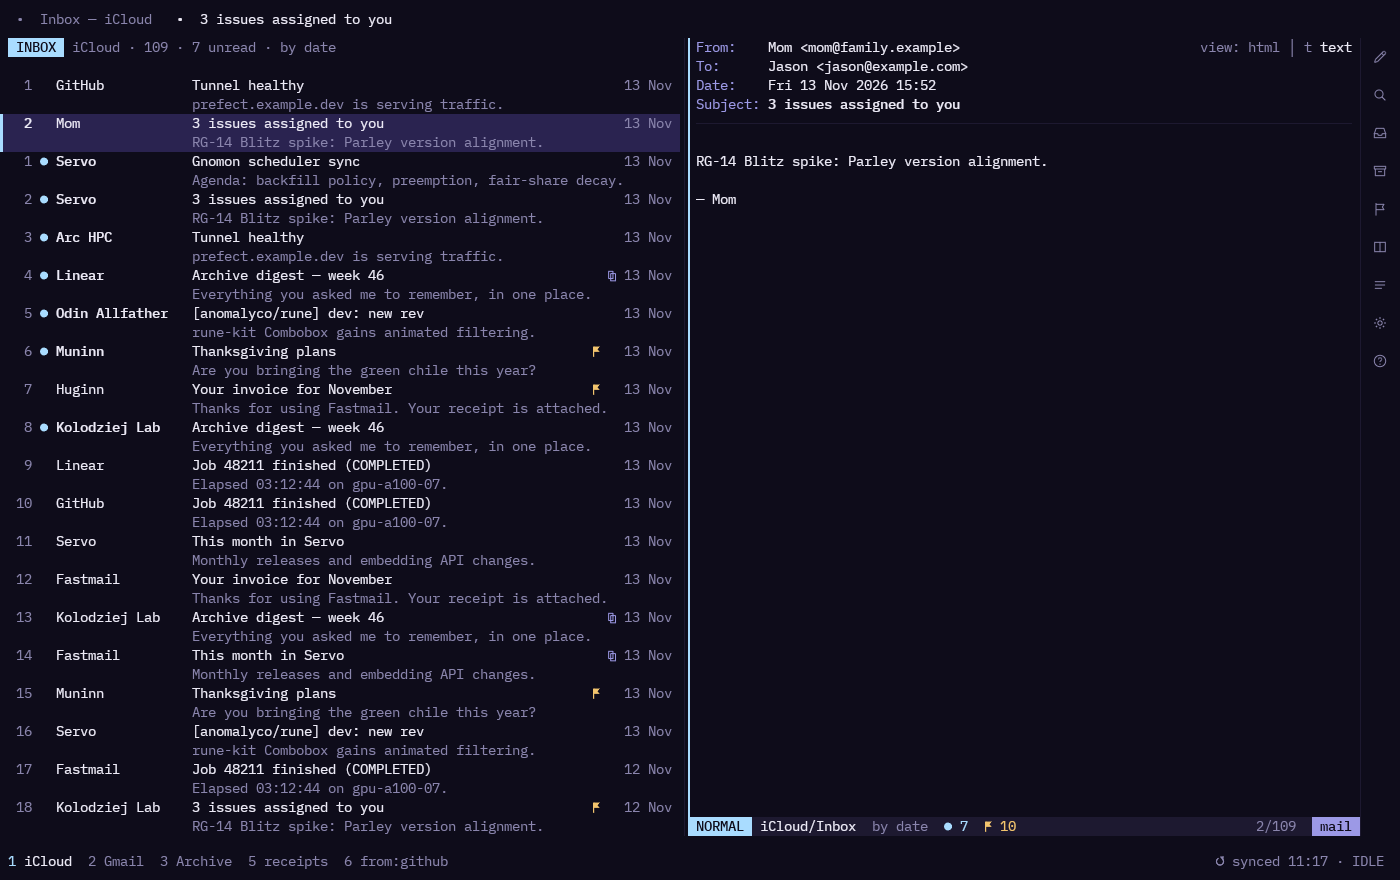 • Inbox — iCloud • 3 issues assigned to you
INBOX iCloud · 109 · 7 unread · by date
1 GitHub Tunnel healthy 13 Nov
prefect.example.dev is serving traffic.
2 Mom 3 issues assigned to you 13 Nov
RG-14 Blitz spike: Parley version alignment.
1 ● Servo Gnomon scheduler sync 13 Nov
Agenda: backfill policy, preemption, fair-share decay.
2 ● Servo 3 issues assigned to you 13 Nov
RG-14 Blitz spike: Parley version alignment.
3 ● Arc HPC Tunnel healthy 13 Nov
prefect.example.dev is serving traffic.
4 ● Linear Archive digest — week 46 13 Nov
Everything you asked me to remember, in one place.
5 ● Odin Allfather [anomalyco/rune] dev: new rev 13 Nov
rune-kit Combobox gains animated filtering.
6 ● Muninn Thanksgiving plans 13 Nov
Are you bringing the green chile this year?
7 Huginn Your invoice for November 13 Nov
Thanks for using Fastmail. Your receipt is attached.
8 ● Kolodziej Lab Archive digest — week 46 13 Nov
Everything you asked me to remember, in one place.
9 Linear Job 48211 finished (COMPLETED) 13 Nov
Elapsed 03:12:44 on gpu-a100-07.
10 GitHub Job 48211 finished (COMPLETED) 13 Nov
Elapsed 03:12:44 on gpu-a100-07.
11 Servo This month in Servo 13 Nov
Monthly releases and embedding API changes.
12 Fastmail Your invoice for November 13 Nov
Thanks for using Fastmail. Your receipt is attached.
13 Kolodziej Lab Archive digest — week 46 13 Nov
Everything you asked me to remember, in one place.
14 Fastmail This month in Servo 13 Nov
Monthly releases and embedding API changes.
15 Muninn Thanksgiving plans 13 Nov
Are you bringing the green chile this year?
16 Servo [anomalyco/rune] dev: new rev 13 Nov
rune-kit Combobox gains animated filtering.
17 Fastmail Job 48211 finished (COMPLETED) 12 Nov
Elapsed 03:12:44 on gpu-a100-07.
18 Kolodziej Lab 3 issues assigned to you 12 Nov
RG-14 Blitz spike: Parley version alignment.
From: Mom <mom@family.example> view: html │ t text
To: Jason <jason@example.com>
Date: Fri 13 Nov 2026 15:52
Subject: 3 issues assigned to you
RG-14 Blitz spike: Parley version alignment.
— Mom
NORMAL iCloud/Inbox by date ● 7 10 2/109 mail
1 iCloud 2 Gmail 3 Archive 5 receipts 6 from:github synced 11:17 · IDLE